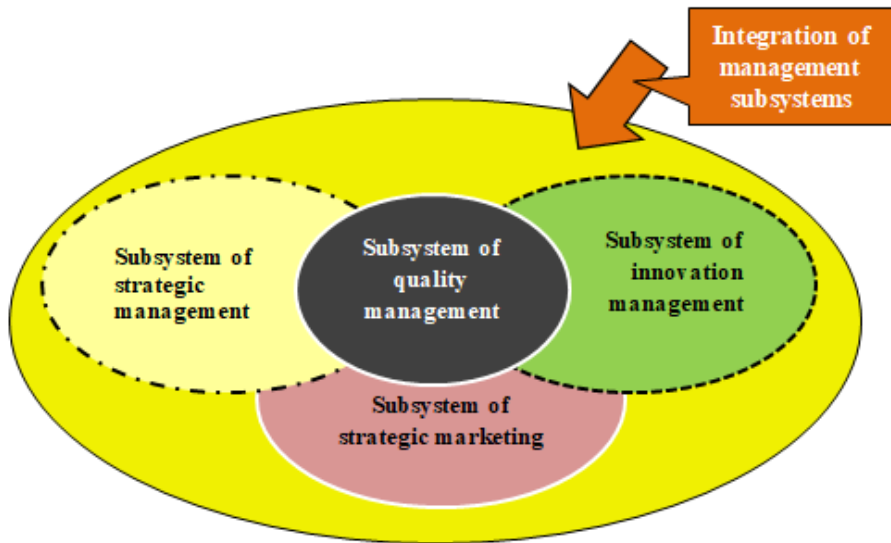 Integration of
management
subsystems
Subsystem of
strategic
management
Subsystem of
quality
management
Subsystem of
innovation
management
Subsystem of
strategic marketing